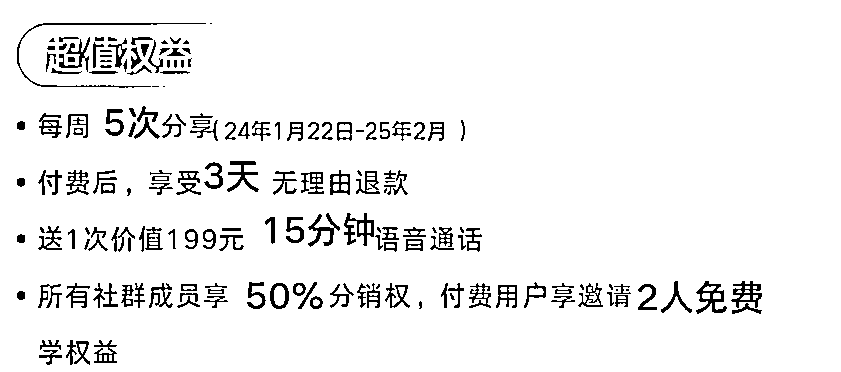 超值权益
• 每周 5次分享(24年1月22日-25年2月 )
• 付费后，享受3天 无理由退款
• 送1次价值199元 15分钟语音通话
• 所有社群成员享 50%分销权，付费用户享邀请2人免费
学权益